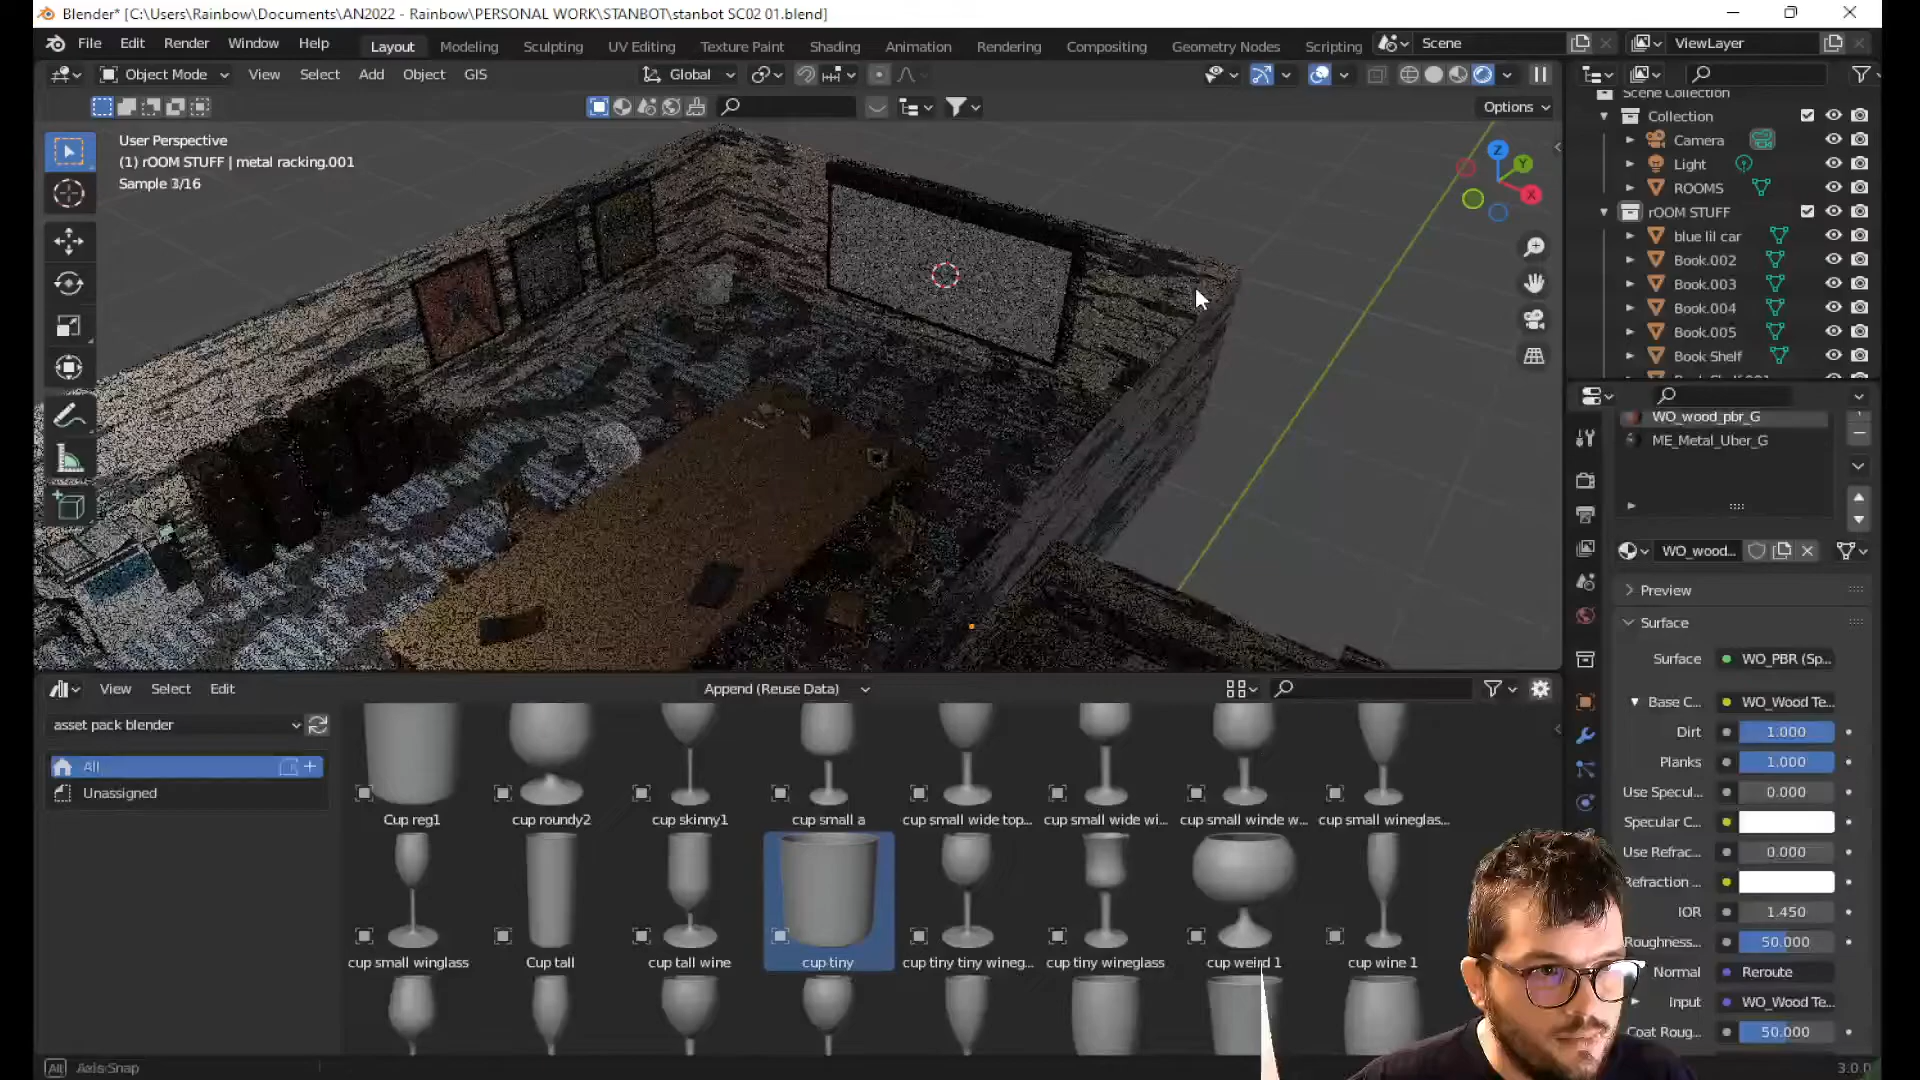 Blender* [C:\Users\Rainbow\Documents\AN2022 - Rainbow\PERSONAL WORK\STANBOT\stanbot SC02 01.blend]
File Edit Render Window Help Layout Modeling Sculpting UV Editing Texture Paint Shading Animation Rendering Compositing Geometry Nodes Scripting Scene ViewLayer
Object Mode View Select Add Object GIS Global
Options
User Perspective
(1) rOOM STUFF | metal racking.001
Sample 3/16
Z
Y
X
Scene Collection
Collection
Camera
Light
ROOMS
rOOM STUFF
blue lil car
Book.002
Book.003
Book.004
Book.005
Book Shelf
WO_wood_pbr_G
ME_Metal_Uber_G
WO_wood...
Preview
Surface
Surface WO_PBR (Sp...
Base C... WO_Wood Te...
Dirt 1.000
Planks 1.000
Use Specul... 0.000
Specular C...
Use Refrac... 0.000
Refraction ...
IOR 1.450
Roughness... 50.000
Normal Reroute
Input WO_Wood Te...
Coat Roug... 50.000
View Select Edit Append (Reuse Data)
asset pack blender
All
Unassigned
Cup reg1 cup roundy2 cup skinny1 cup small a cup small wide top... cup small wide wi... cup small winde w... cup small wineglas...
cup small winglass Cup tall cup tall wine cup tiny cup tiny tiny wineg... cup tiny wineglass cup weird 1 cup wine 1
Alt Axis Snap
3.0.0